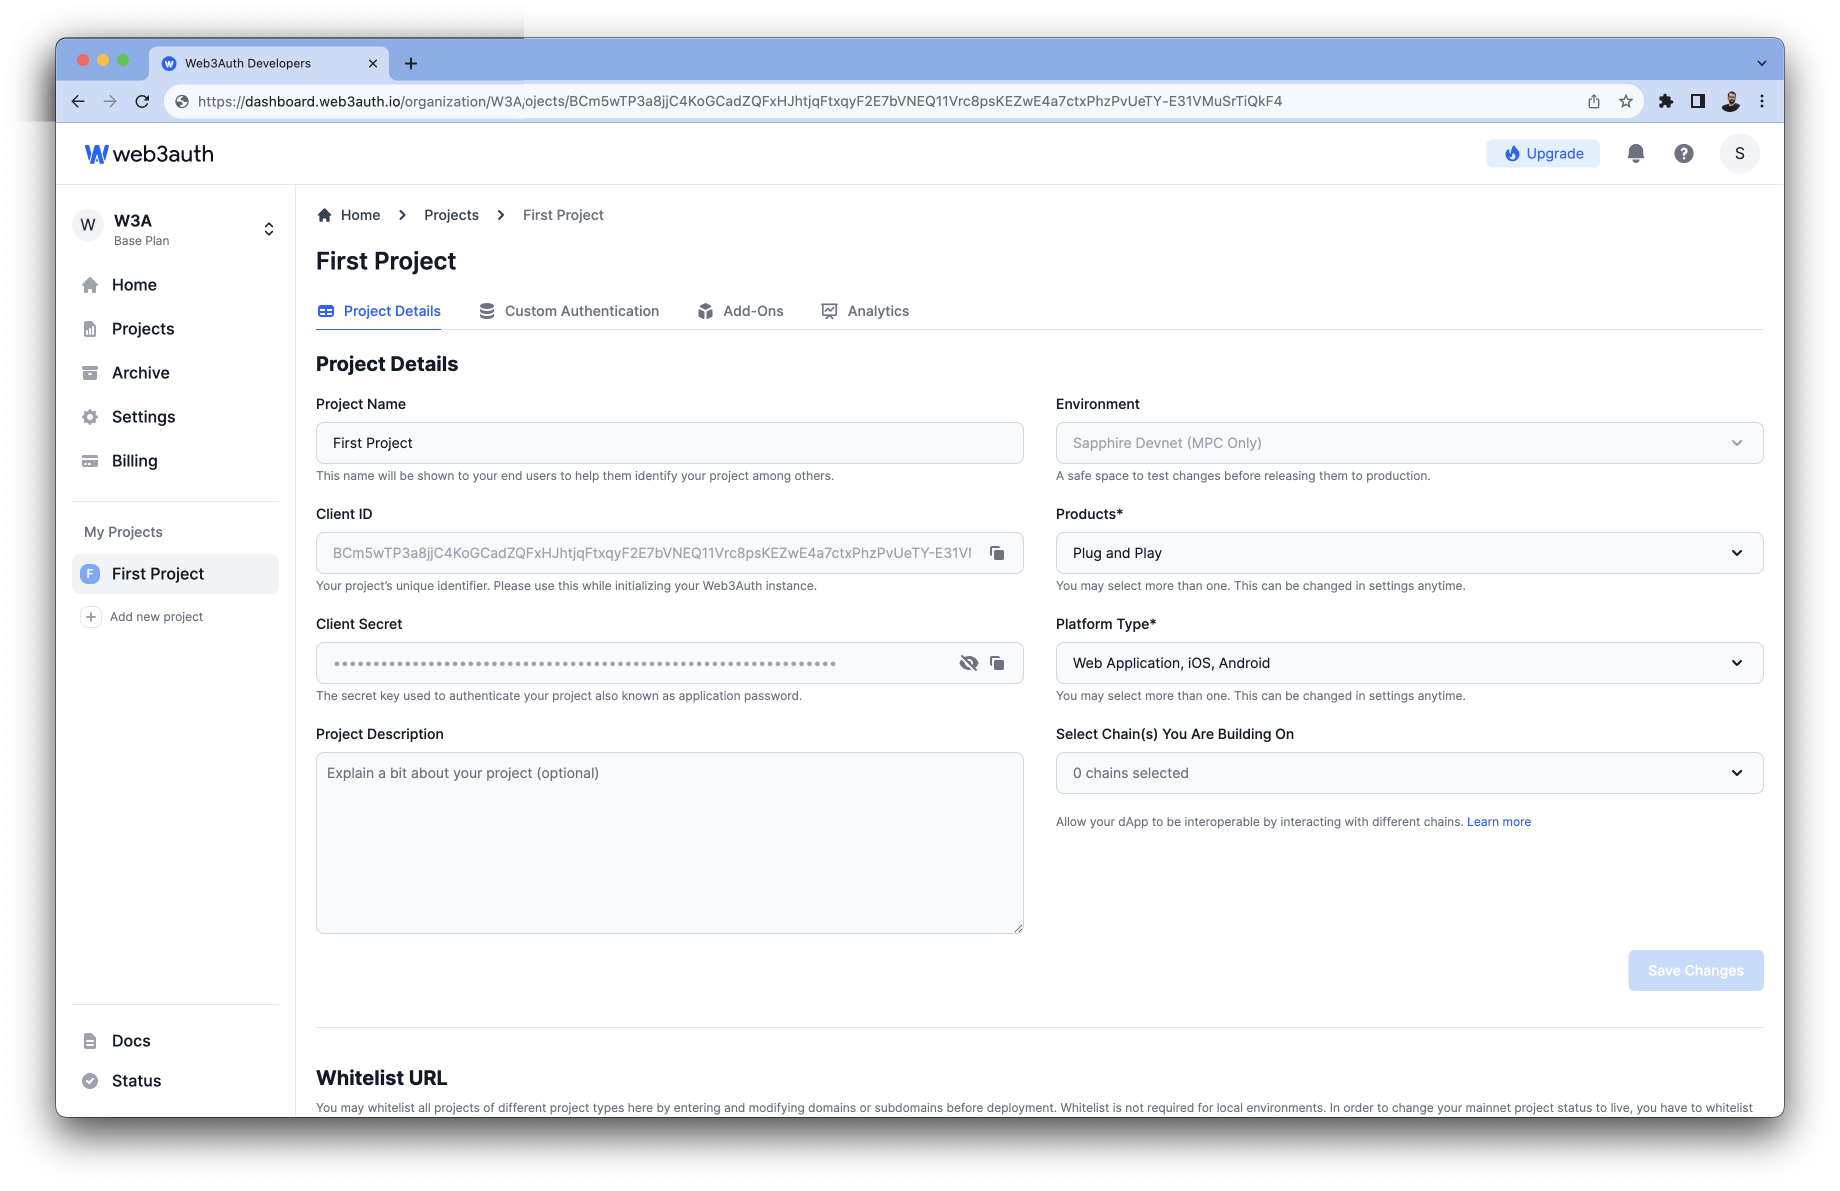 Web3Auth Developers
https://dashboard.web3auth.io/organization/W3A/ojects/BCm5wTP3a8jjC4KoGCadZQFxHJhtjqFtxqyF2E7bVNEQ11Vrc8psKEZwE4a7ctxPhzPvUeTY-E31VMuSrTiQkF4
web3auth
Upgrade
S
W
W3A
Base Plan
Home
Projects
Archive
Settings
Billing
My Projects
F First Project
Add new project
Docs
Status
Home > Projects > First Project
First Project
Project Details Custom Authentication Add-Ons Analytics
Project Details
Project Name
First Project
This name will be shown to your end users to help them identify your project among others.
Environment
Sapphire Devnet (MPC Only)
A safe space to test changes before releasing them to production.
Client ID
BCm5wTP3a8jjC4KoGCadZQFxHJhtjqFtxqyF2E7bVNEQ11Vrc8psKEZwE4a7ctxPhzPvUeTY-E31V
Your project’s unique identifier. Please use this while initializing your Web3Auth instance.
Products*
Plug and Play
You may select more than one. This can be changed in settings anytime.
Client Secret
The secret key used to authenticate your project also known as application password.
Platform Type*
Web Application, iOS, Android
You may select more than one. This can be changed in settings anytime.
Project Description
Explain a bit about your project (optional)
Select Chain(s) You Are Building On
0 chains selected
Allow your dApp to be interoperable by interacting with different chains. Learn more
Save Changes
Whitelist URL
You may whitelist all projects of different project types here by entering and modifying domains or subdomains before deployment. Whitelist is not required for local environments. In order to change your mainnet project status to live, you have to whitelist